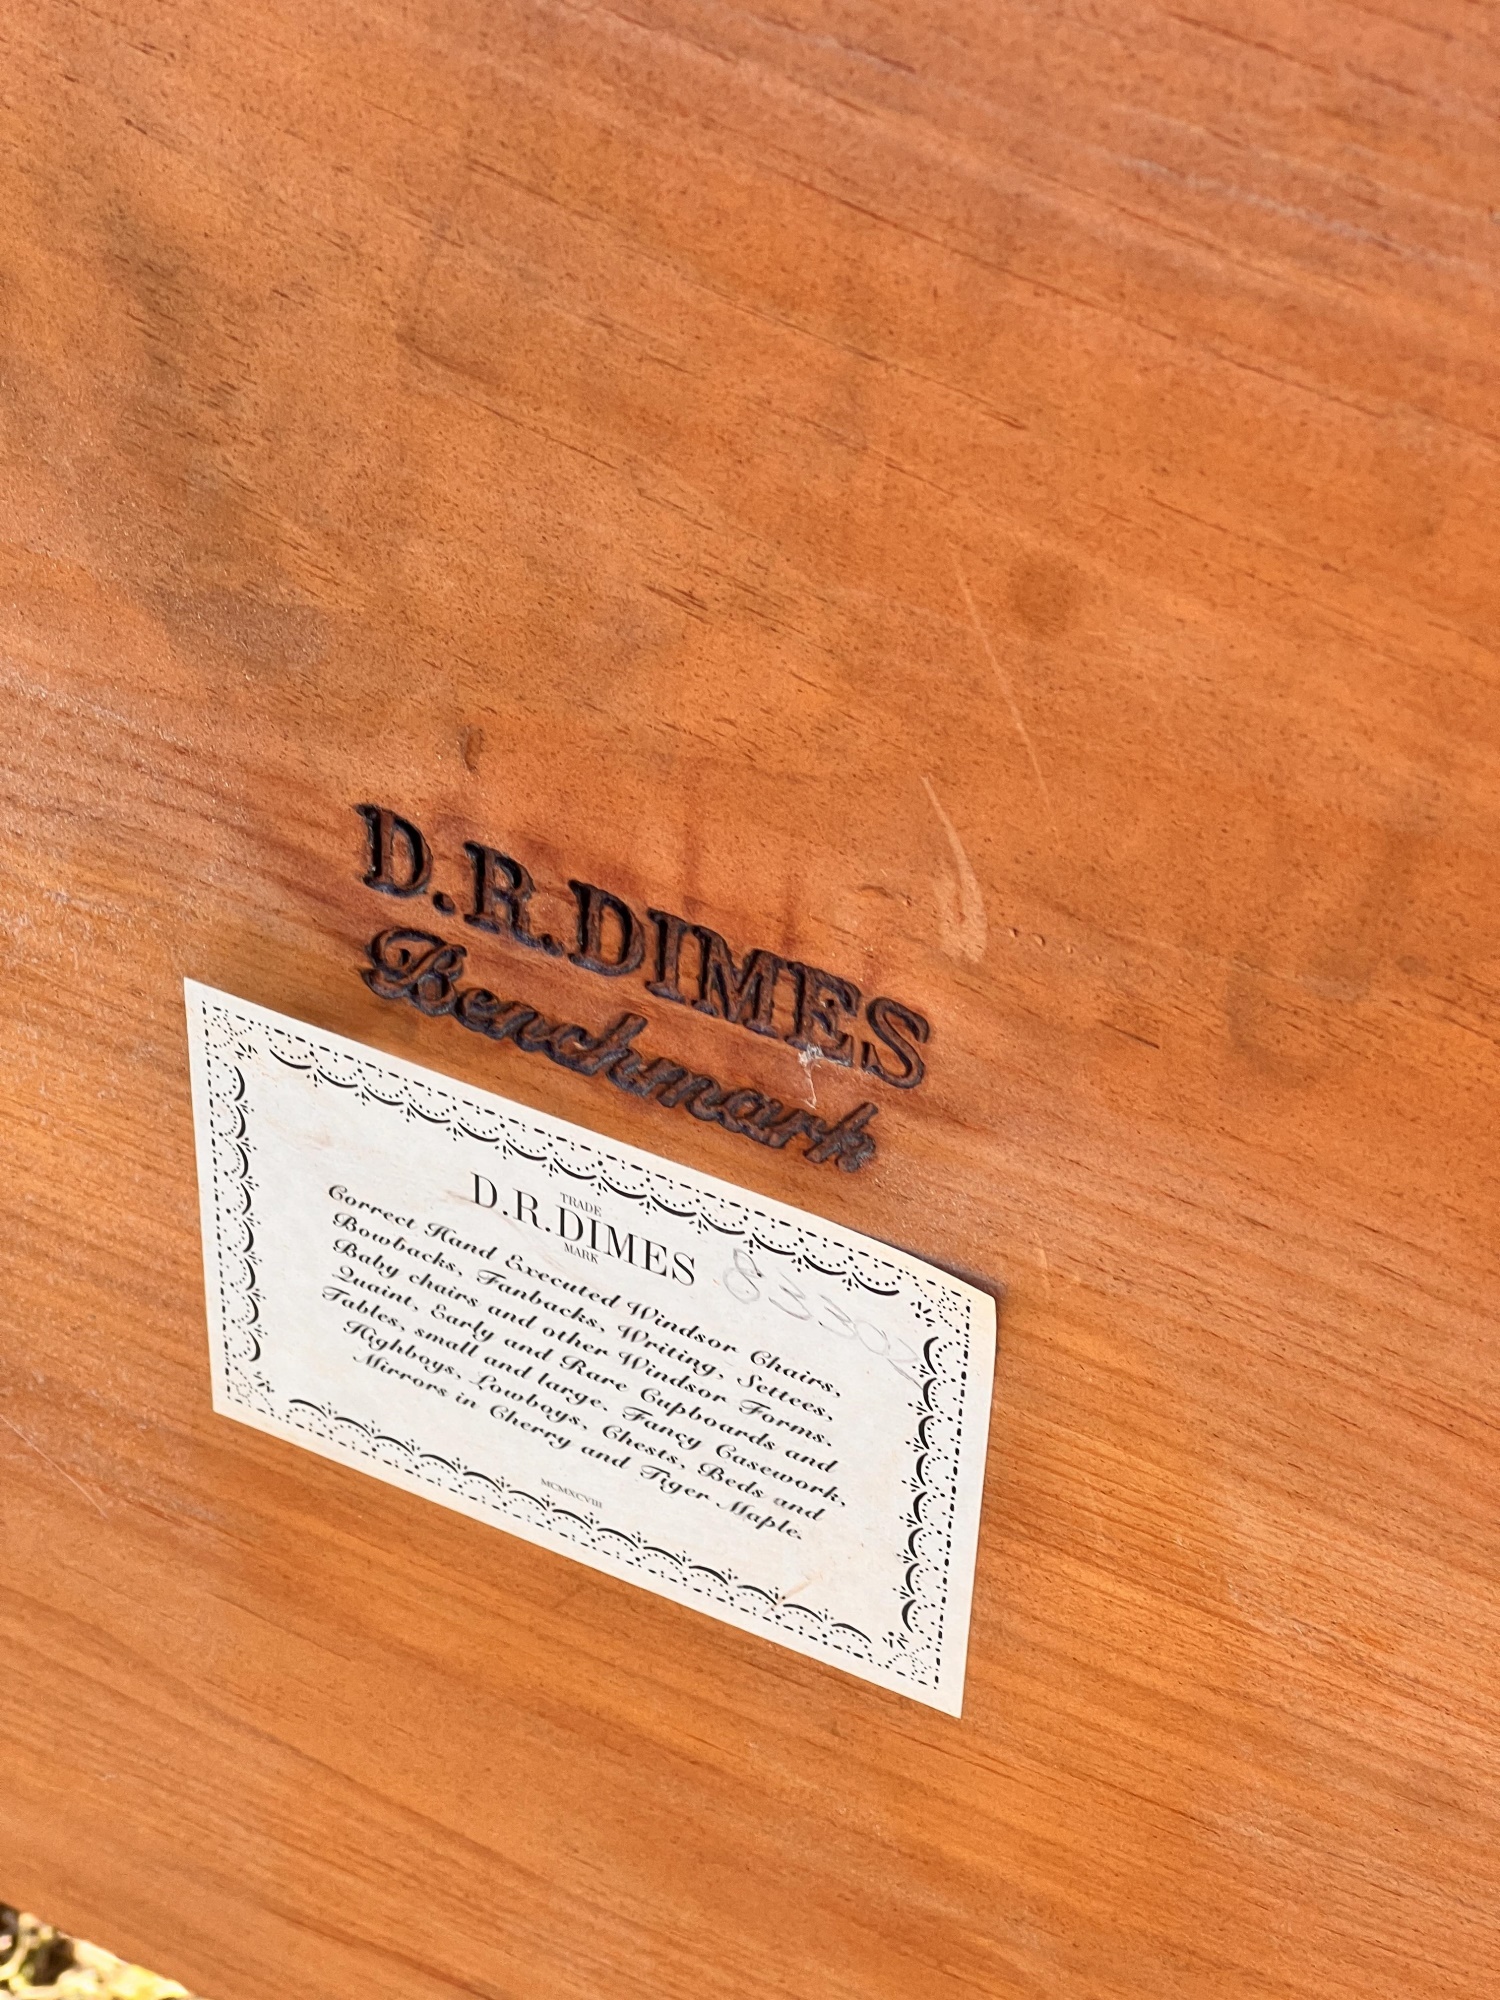 D.R.DIMES
Benchmark
TRADE
D.R.DIMES
MARK
83302
Correct Hand Executed Windsor Chairs,
Bowbacks, Fanbacks, Writing, Settees,
Baby chairs and other Windsor Forms.
Quaint, Early and Rare Cupboards and
Tables, small and large. Fancy Casework,
Highboys, Lowboys, Chests, Beds and
Mirrors in Cherry and Tiger Maple.
MCMXCVIII